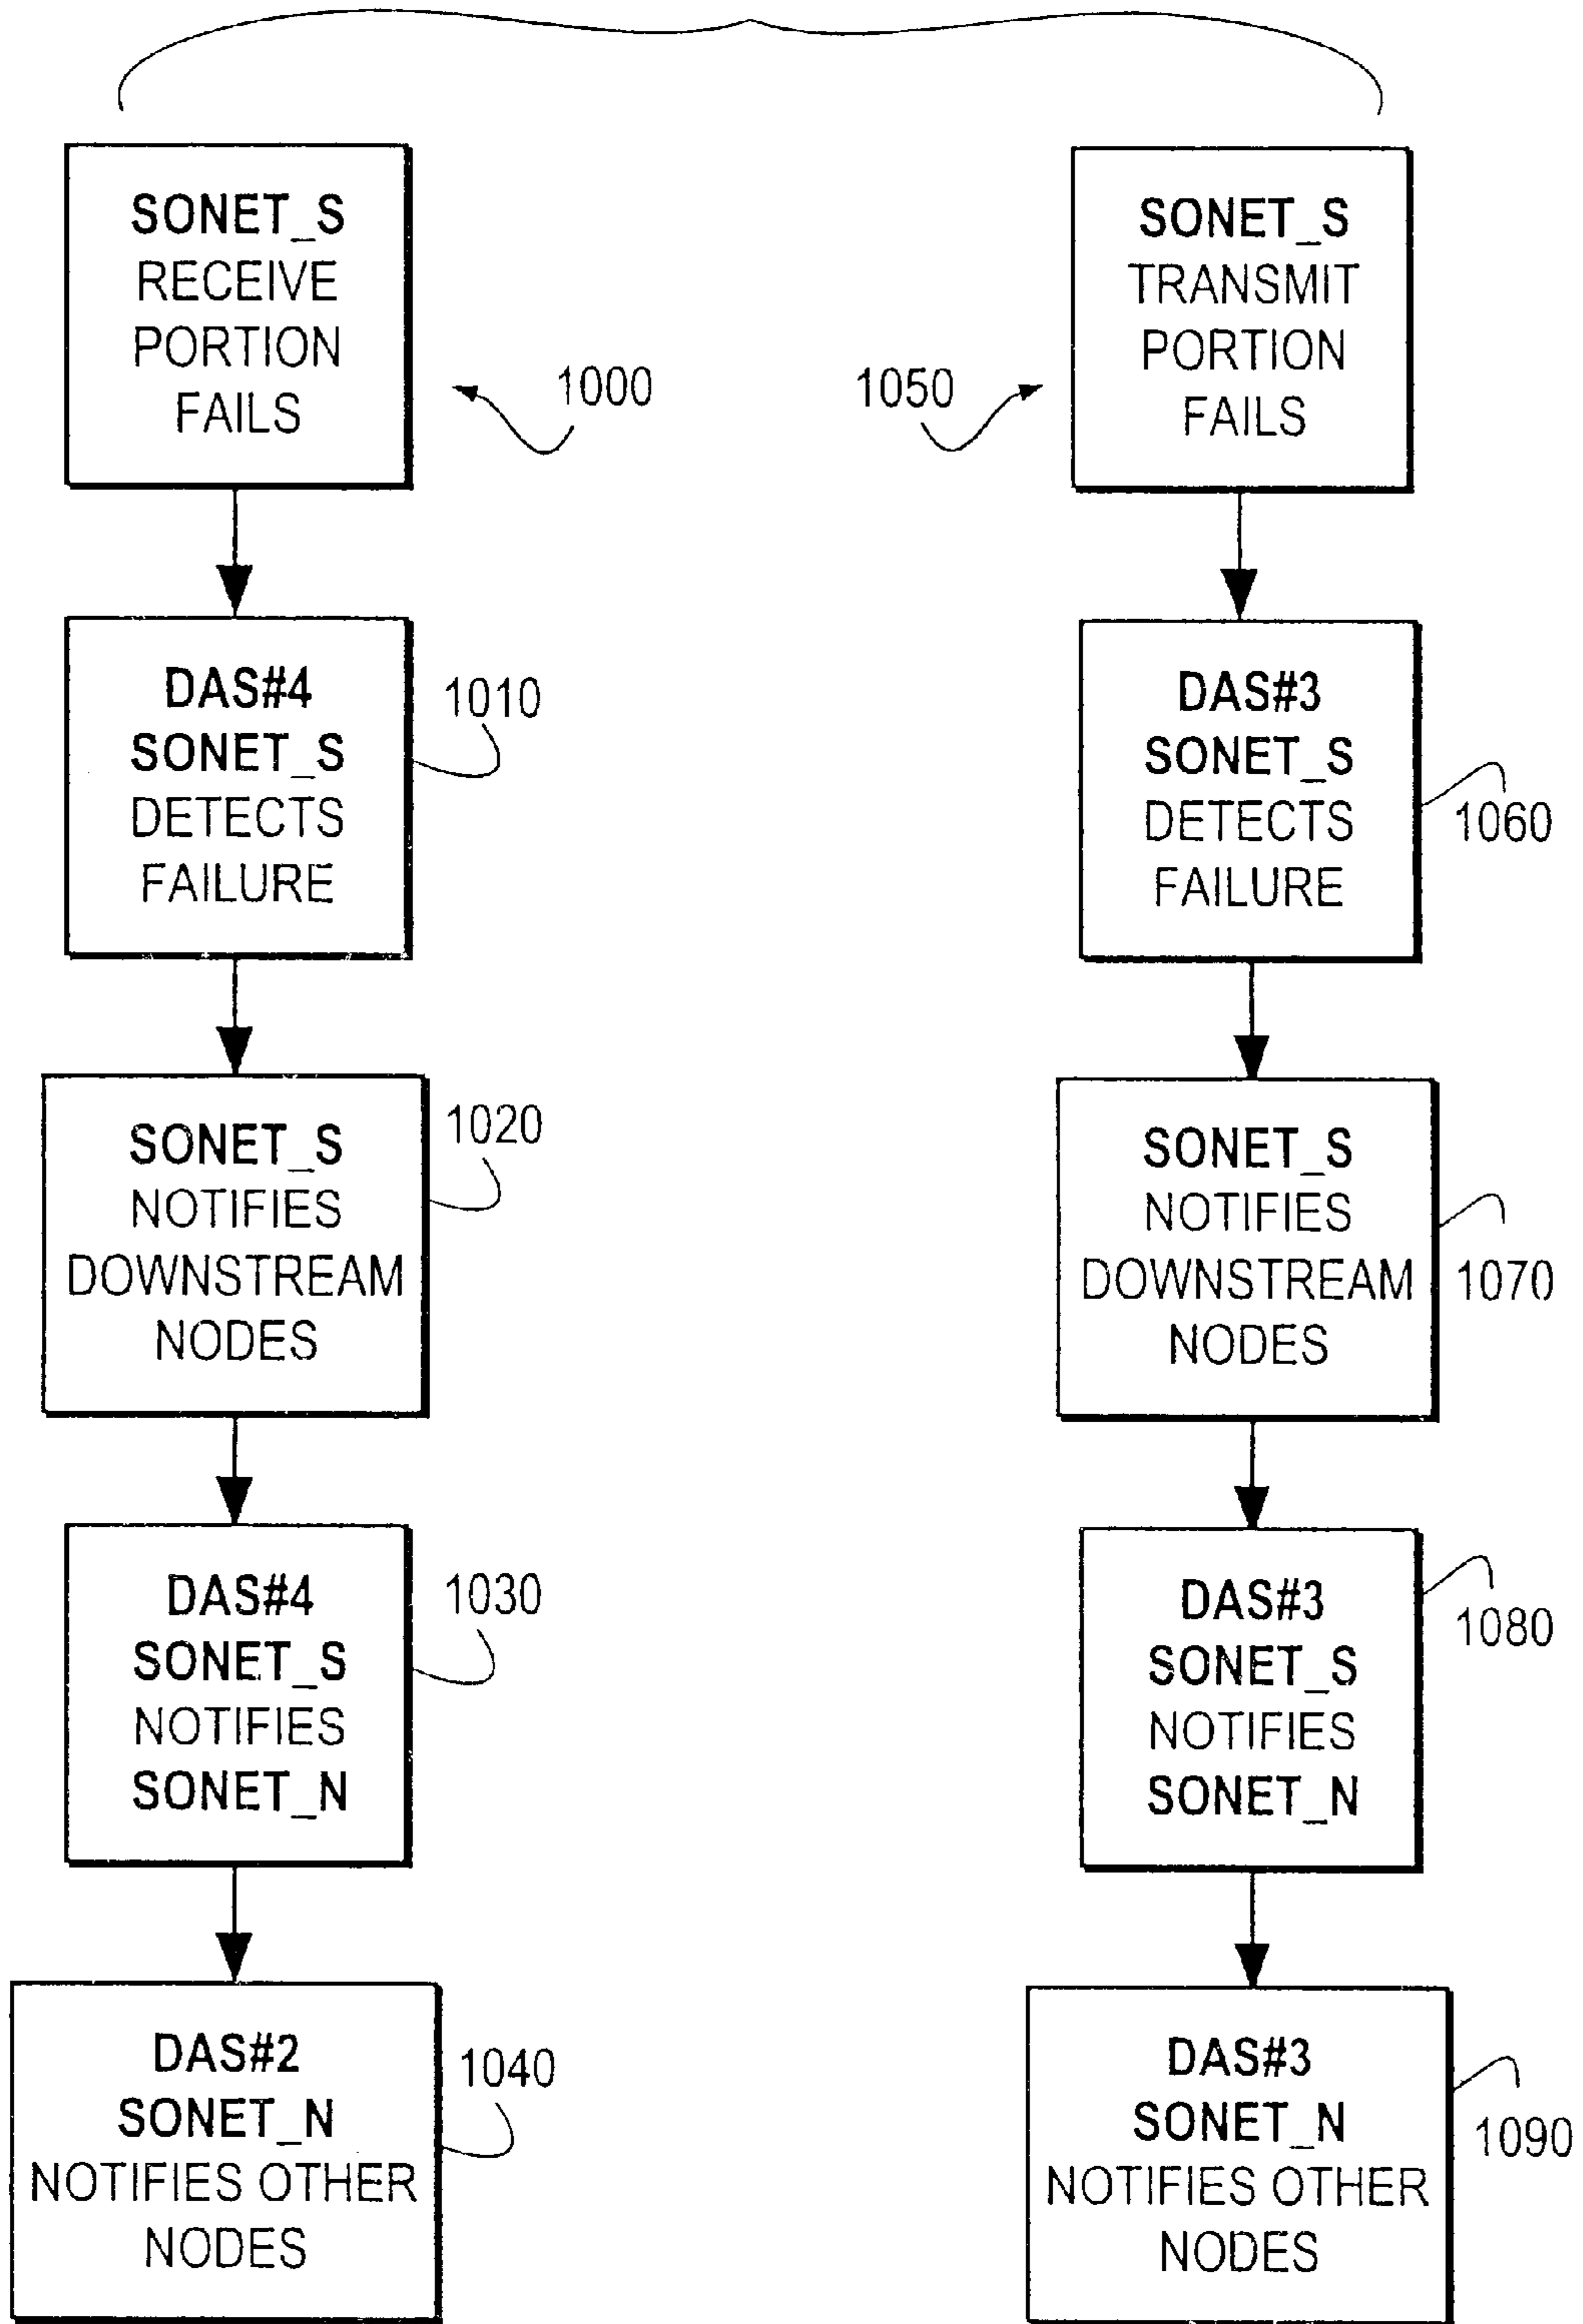 SONET_S
RECEIVE
PORTION
FAILS
1000
DAS#4
SONET_S
DETECTS
FAILURE
1010
SONET_S
NOTIFIES
DOWNSTREAM
NODES
1020
DAS#4
SONET_S
NOTIFIES
SONET_N
1030
DAS#2
SONET_N
NOTIFIES OTHER
NODES
1040
SONET_S
TRANSMIT
PORTION
FAILS
1050
DAS#3
SONET_S
DETECTS
FAILURE
1060
SONET_S
NOTIFIES
DOWNSTREAM
NODES
1070
DAS#3
SONET_S
NOTIFIES
SONET_N
1080
DAS#3
SONET_N
NOTIFIES OTHER
NODES
1090